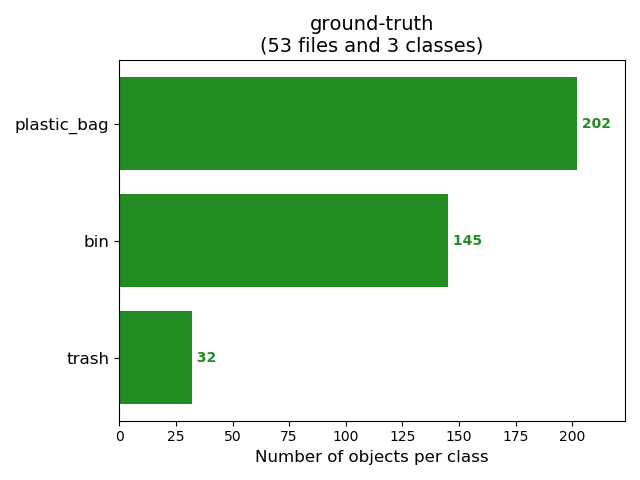 ground-truth
(53 files and 3 classes)
plastic_bag
202
bin
145
trash
32
0 25 50 75 100 125 150 175 200
Number of objects per class